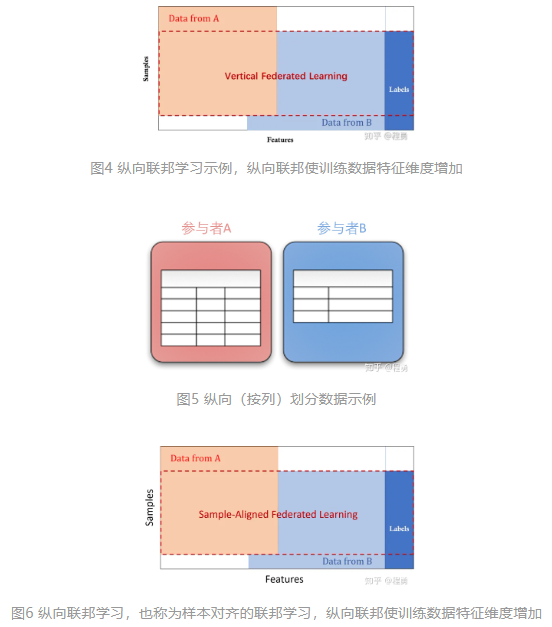 Data from A
Samples
Vertical Federated Learning
Labels
Data from B
知乎 @程勇
Features
图4 纵向联邦学习示例，纵向联邦使训练数据特征维度增加
参与者A
参与者B
知乎 @程勇
图5 纵向（按列）划分数据示例
Data from A
Samples
Sample-Aligned Federated Learning
Labels
Data from B
Features
知乎 @程勇
图6 纵向联邦学习，也称为样本对齐的联邦学习，纵向联邦使训练数据特征维度增加